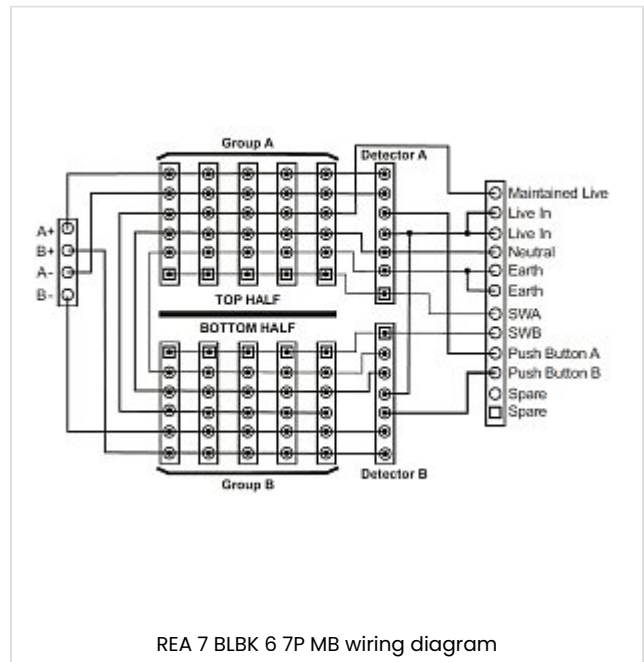 Group A
Detector A
A+
B+
A-
B-
TOP HALF
BOTTOM HALF
Group B
Detector B
Maintained Live
Live In
Live In
Neutral
Earth
Earth
SWA
SWB
Push Button A
Push Button B
Spare
Spare
REA 7 BLBK 6 7P MB wiring diagram